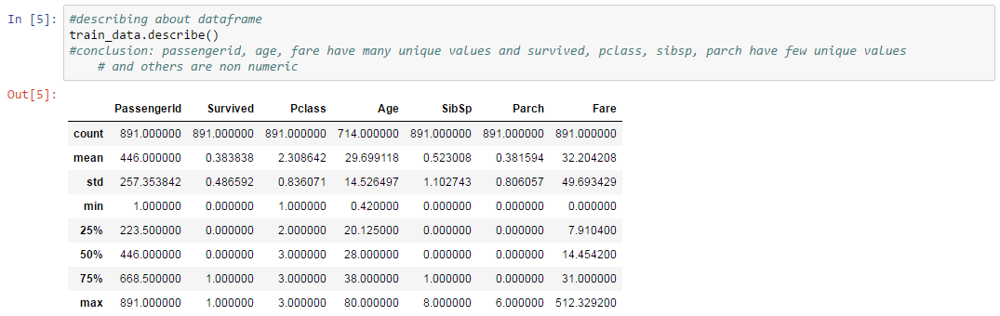 In [5]: #describing about dataframe
train_data.describe()
#conclusion: passengerid, age, fare have many unique values and survived, pclass, sibsp, parch have few unique values
# and others are non numeric
Out[5]:
PassengerId Survived Pclass Age SibSp Parch Fare
count 891.000000 891.000000 891.000000 714.000000 891.000000 891.000000 891.000000
mean 446.000000 0.383838 2.308642 29.699118 0.523008 0.381594 32.204208
std 257.353842 0.486592 0.836071 14.526497 1.102743 0.806057 49.693429
min 1.000000 0.000000 1.000000 0.420000 0.000000 0.000000 0.000000
25% 223.500000 0.000000 2.000000 20.125000 0.000000 0.000000 7.910400
50% 446.000000 0.000000 3.000000 28.000000 0.000000 0.000000 14.454200
75% 668.500000 1.000000 3.000000 38.000000 1.000000 0.000000 31.000000
max 891.000000 1.000000 3.000000 80.000000 8.000000 6.000000 512.329200